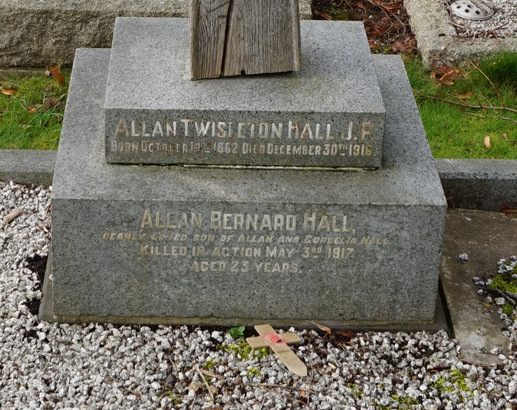 ALLAN TWISLETON HALL J.P.
BORN OCTOBER 1862 DIED DECEMBER 30TH 1916
ALLAN BERNARD HALL,
DEARLY LOVED SON OF ALLAN AND CORDELIA HALL
KILLED IN ACTION MAY 3RD 1917
AGED 23 YEARS.